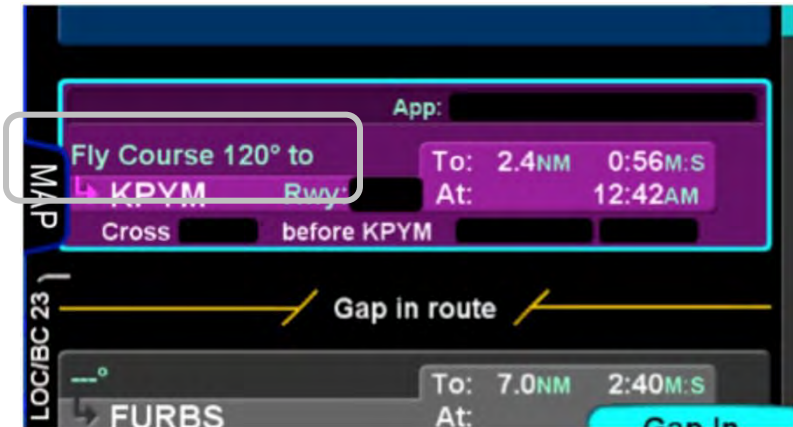 App:
Fly Course 120° to
To: 2.4NM 0:56M:S
KPYM Rwy: At: 12:42AM
Cross before KPYM
MAP
Gap in route
LOC/BC 23
---°
To: 7.0NM 2:40M:S
FURBS At:
Gap In